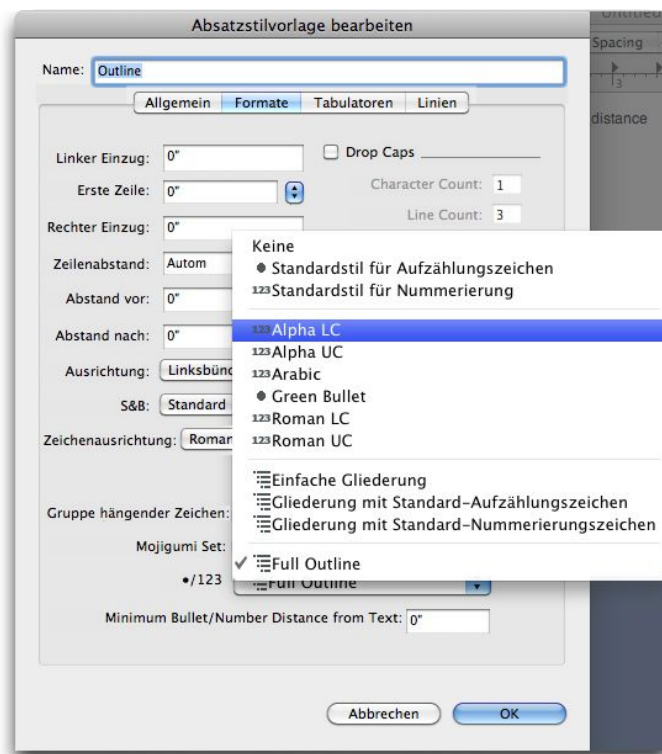 Absatzstilvorlage bearbeiten
Untitled
Spacing
3
distance
Name: Outline
Allgemein Formate Tabulatoren Linien
Linker Einzug: 0"
Drop Caps
Erste Zeile: 0"
Character Count: 1
Rechter Einzug: 0"
Line Count: 3
Zeilenabstand: Autom
Abstand vor: 0"
Abstand nach: 0"
Ausrichtung: Linksbünd
S&B: Standard
Zeichenausrichtung: Roman
Gruppe hängender Zeichen:
Mojigumi Set:
•/123 Full Outline
Minimum Bullet/Number Distance from Text: 0"
Keine
• Standardstil für Aufzählungszeichen
123 Standardstil für Nummerierung
123 Alpha LC
123 Alpha UC
123 Arabic
• Green Bullet
123 Roman LC
123 Roman UC
Einfache Gliederung
Gliederung mit Standard-Aufzählungszeichen
Gliederung mit Standard-Nummerierungszeichen
✓ Full Outline
Abbrechen OK